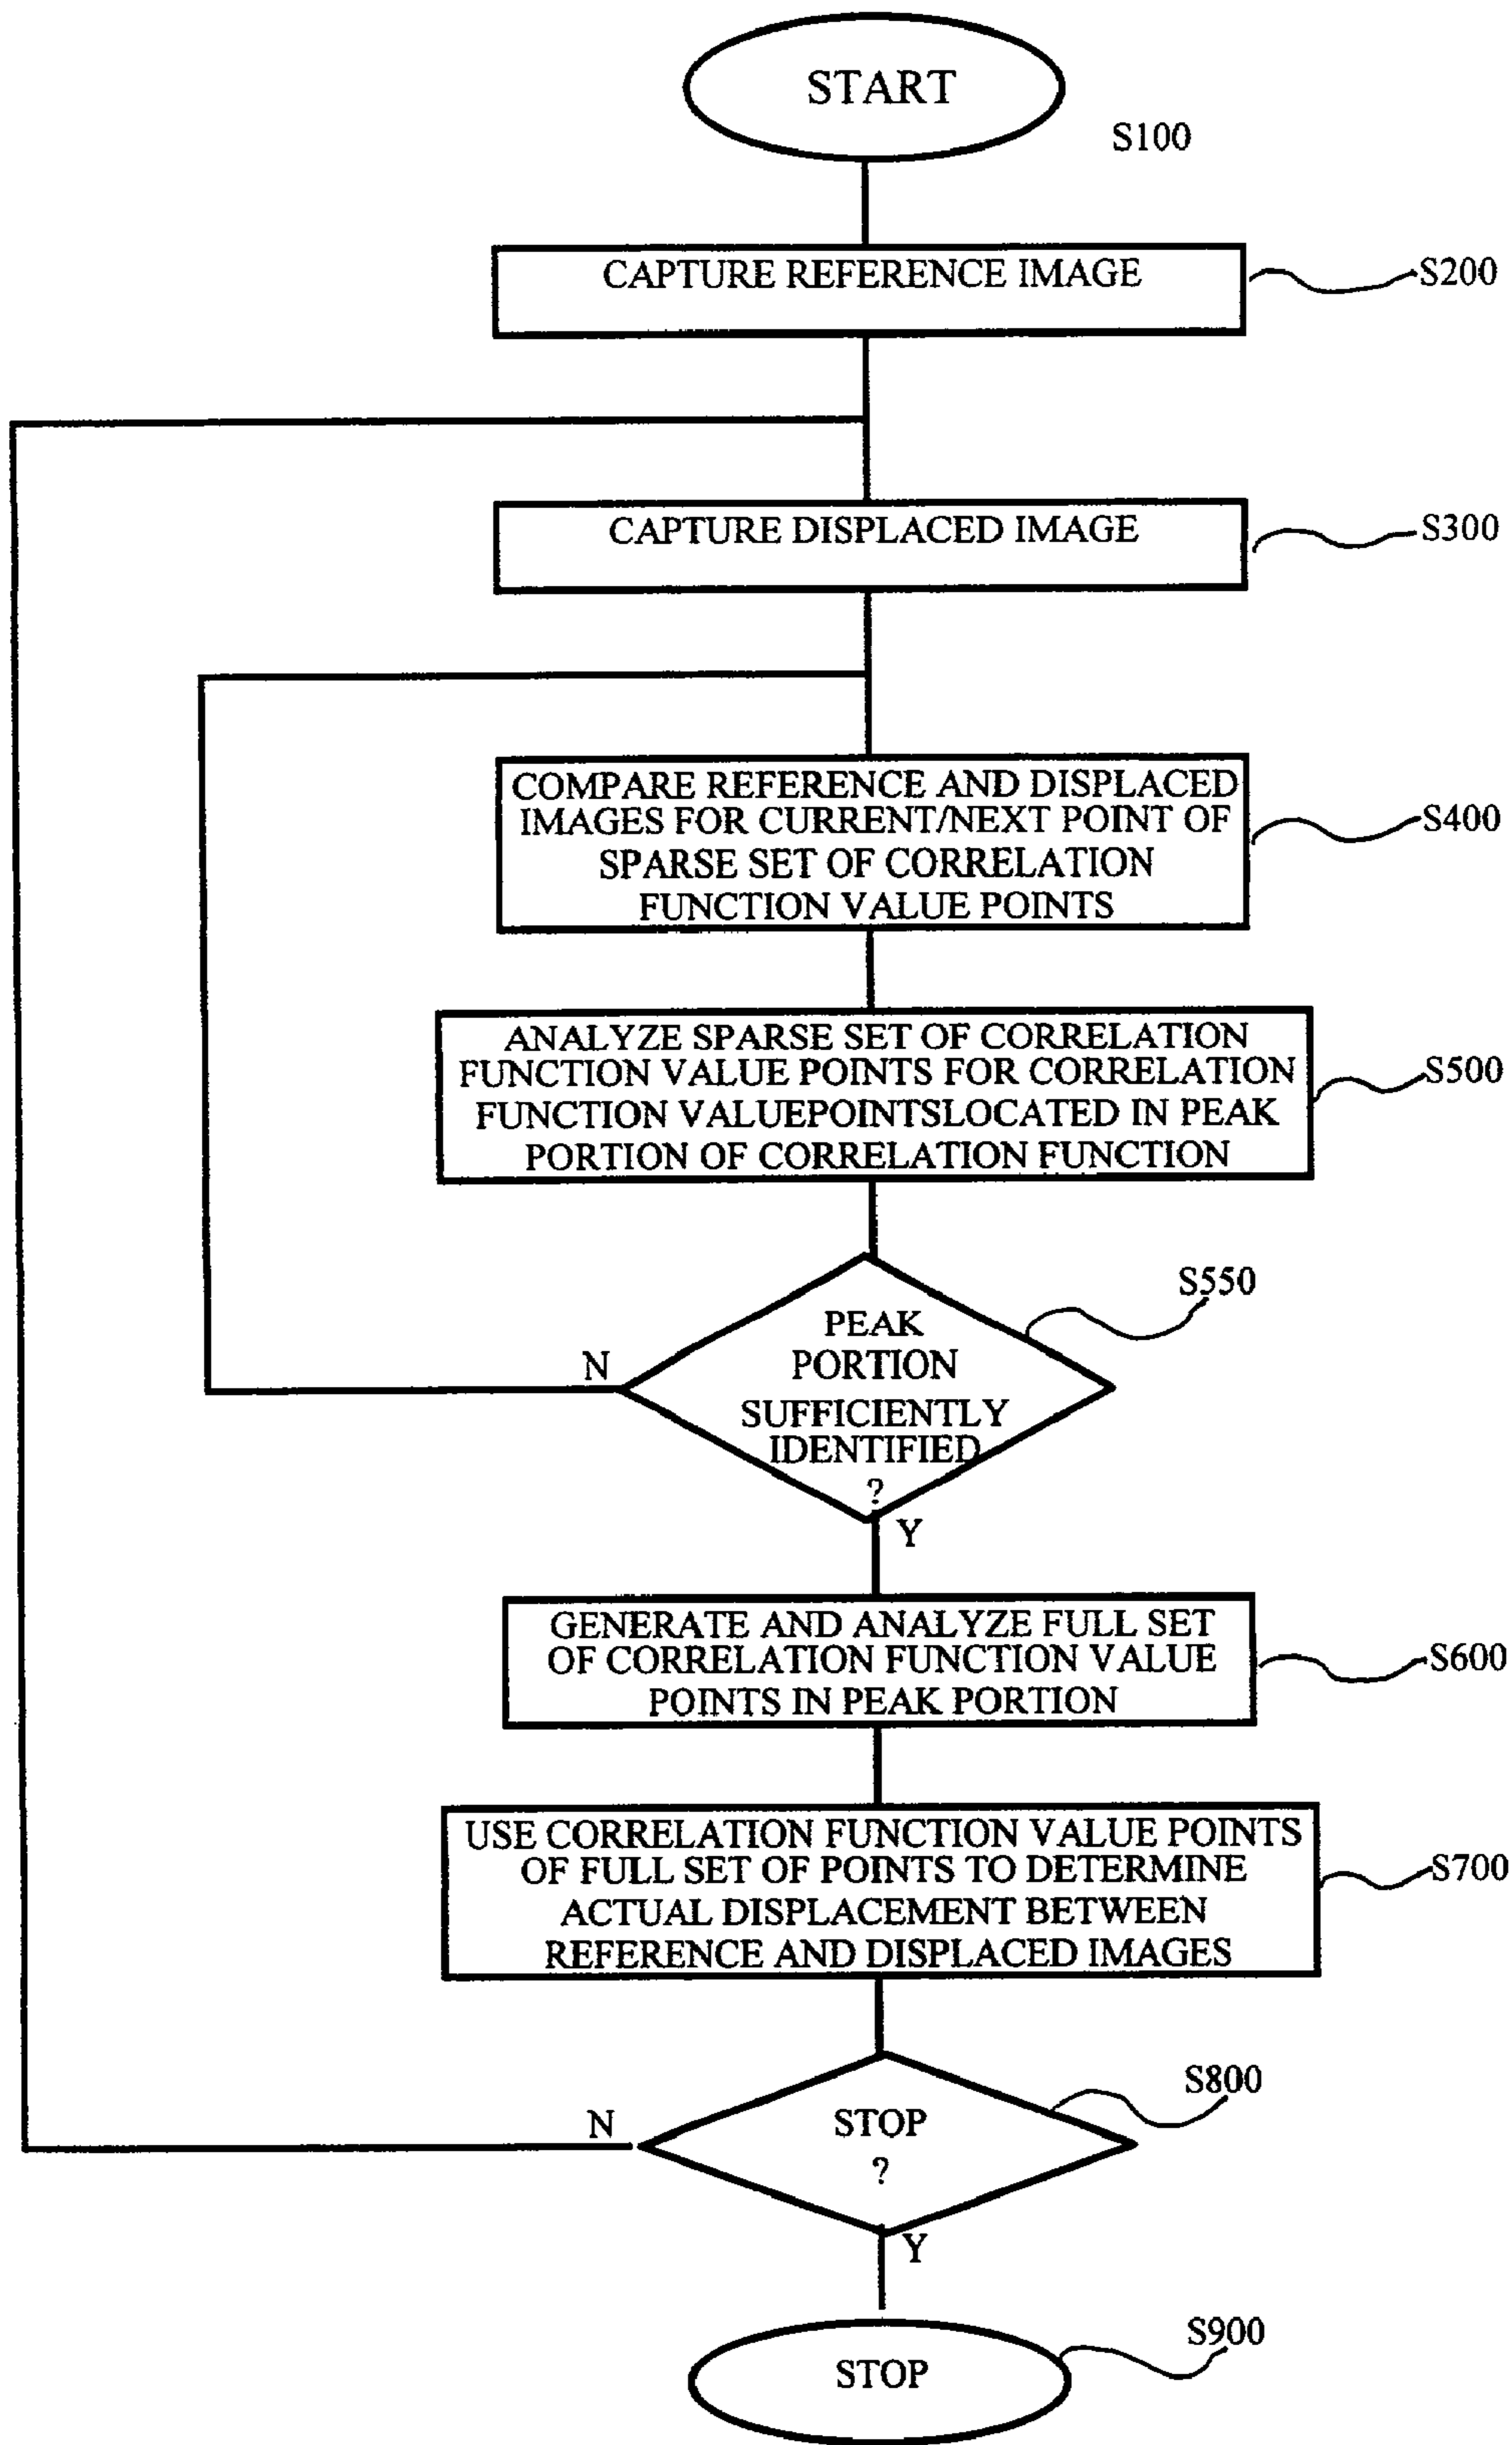 START
S100
CAPTURE REFERENCE IMAGE
S200
CAPTURE DISPLACED IMAGE
S300
COMPARE REFERENCE AND DISPLACED
IMAGES FOR CURRENT/NEXT POINT OF
SPARSE SET OF CORRELATION
FUNCTION VALUE POINTS
S400
ANALYZE SPARSE SET OF CORRELATION
FUNCTION VALUE POINTS FOR CORRELATION
FUNCTION VALUEPOINTSLOCATED IN PEAK
PORTION OF CORRELATION FUNCTION
S500
S550
PEAK
PORTION
SUFFICIENTLY
IDENTIFIED
?
N
Y
GENERATE AND ANALYZE FULL SET
OF CORRELATION FUNCTION VALUE
POINTS IN PEAK PORTION
S600
USE CORRELATION FUNCTION VALUE POINTS
OF FULL SET OF POINTS TO DETERMINE
ACTUAL DISPLACEMENT BETWEEN
REFERENCE AND DISPLACED IMAGES
S700
S800
STOP
?
N
Y
S900
STOP